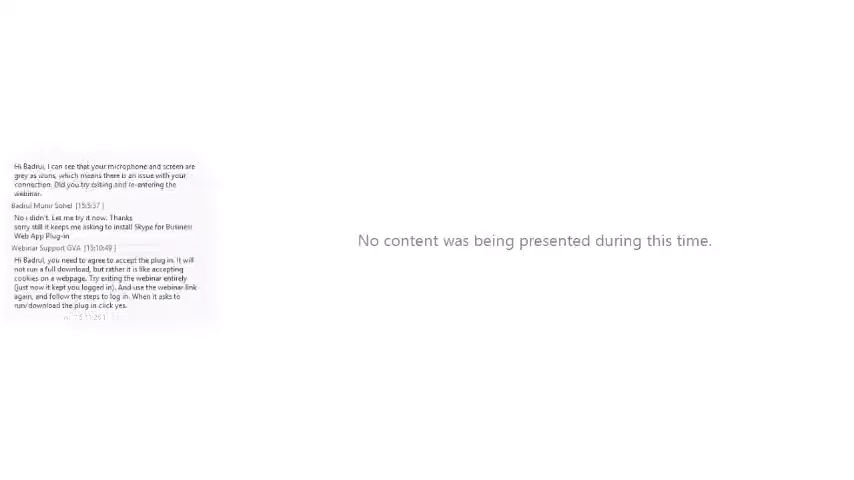 Hi Badrul, I can see that your microphone and screen are
grey as icons, which means there is an issue with your
connection. Did you try exiting and re-entering the
webinar.
Badrul Munir Sohel [15:5:37 ]
No i didn't. Let me try it now. Thanks
sorry still it keeps me asking to install Skype for Business
Web App Plug-in
Webinar Support GVA [15:10:49 ]
Hi Badrul, you need to agree to accept the plug in. It will
not run a full download, but rather it is like accepting
cookies on a webpage. Try exiting the webinar entirely
(just now it kept you logged in). And use the webinar link
again, and follow the steps to log in. When it asks to
run/download the plug in click yes.
No content was being presented during this time.